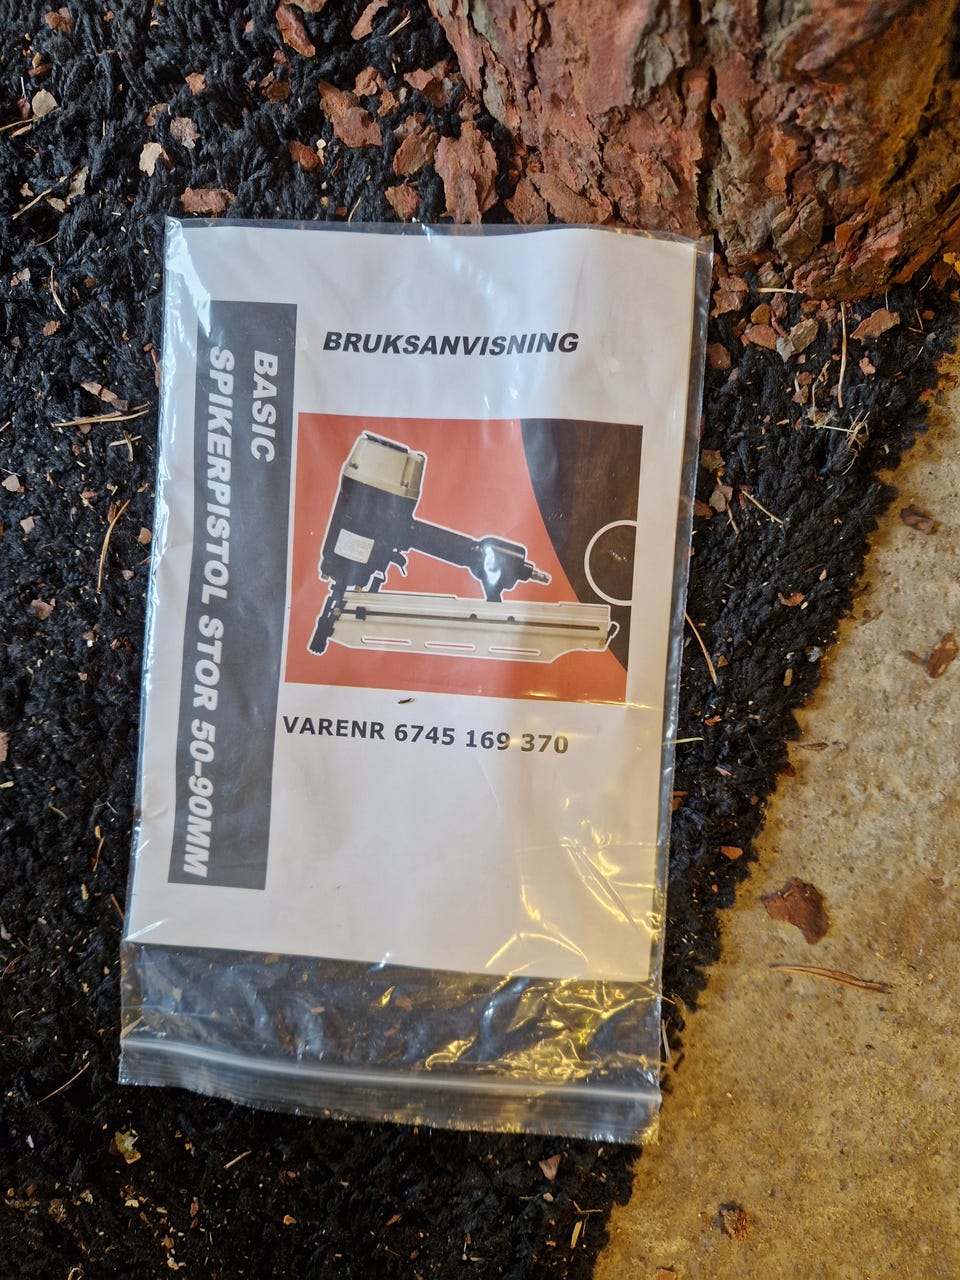 BRUKSANVISNING
BASIC
SPIKERPISTOL STOR 50-90MM
VARENR 6745 169 370